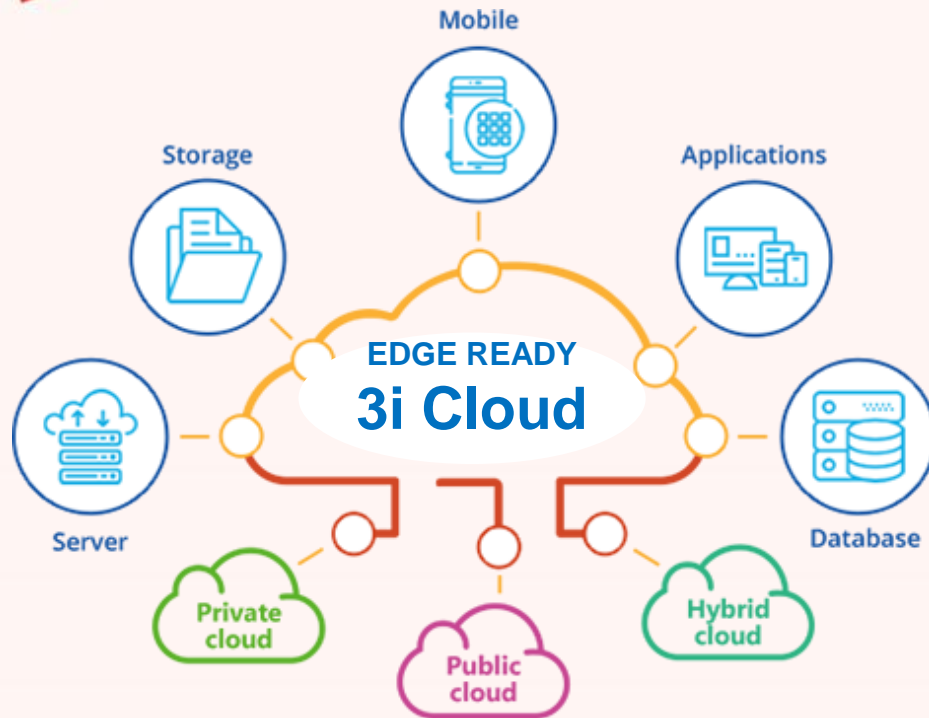 Mobile
Storage
Applications
EDGE READY
3i Cloud
Server
Database
Private
cloud
Public
cloud
Hybrid
cloud